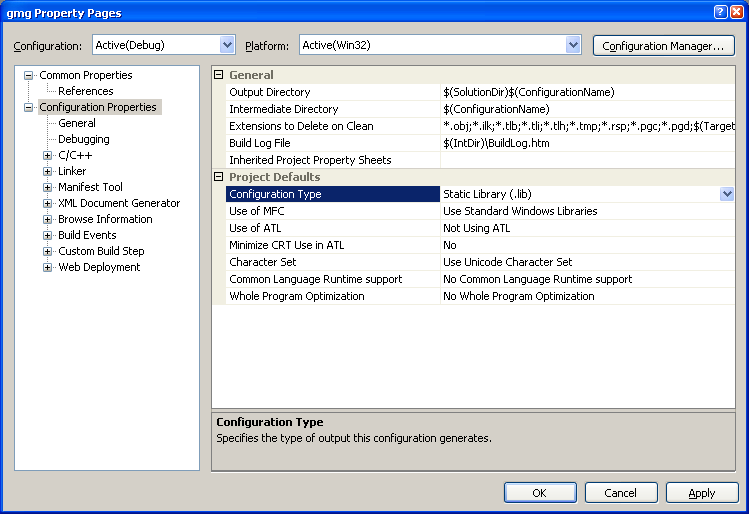 gmg Property Pages
Configuration: Active(Debug) Platform: Active(Win32) Configuration Manager...
Common Properties
References
Configuration Properties
General
Debugging
C/C++
Linker
Manifest Tool
XML Document Generator
Browse Information
Build Events
Custom Build Step
Web Deployment
General
Output Directory $(SolutionDir)$(ConfigurationName)
Intermediate Directory $(ConfigurationName)
Extensions to Delete on Clean *.obj;*.ilk;*.tlb;*.tli;*.tlh;*.tmp;*.rsp;*.pgc;*.pgd;$(Target
Build Log File $(IntDir)\BuildLog.htm
Inherited Project Property Sheets
Project Defaults
Configuration Type Static Library (.lib)
Use of MFC Use Standard Windows Libraries
Use of ATL Not Using ATL
Minimize CRT Use in ATL No
Character Set Use Unicode Character Set
Common Language Runtime support No Common Language Runtime support
Whole Program Optimization No Whole Program Optimization
Configuration Type
Specifies the type of output this configuration generates.
OK Cancel Apply